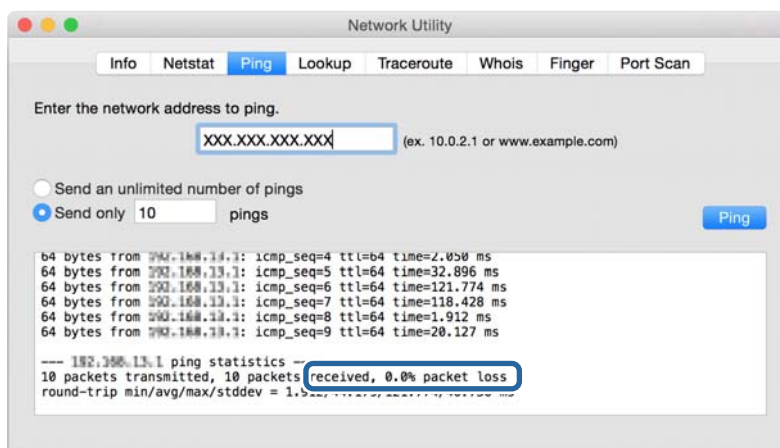 Network Utility
Info Netstat Ping Lookup Traceroute Whois Finger Port Scan
Enter the network address to ping.
XXX.XXX.XXX.XXX (ex. 10.0.2.1 or www.example.com)
Send an unlimited number of pings
Send only 10 pings
Ping
64 bytes from icmp_seq=4 ttl=64 time=2.050 ms
64 bytes from icmp_seq=5 ttl=64 time=32.896 ms
64 bytes from icmp_seq=6 ttl=64 time=121.774 ms
64 bytes from icmp_seq=7 ttl=64 time=118.428 ms
64 bytes from icmp_seq=8 ttl=64 time=1.912 ms
64 bytes from icmp_seq=9 ttl=64 time=20.127 ms
--- ping statistics --
10 packets transmitted, 10 packets received, 0.0% packet loss
round-trip min/avg/max/stddev =